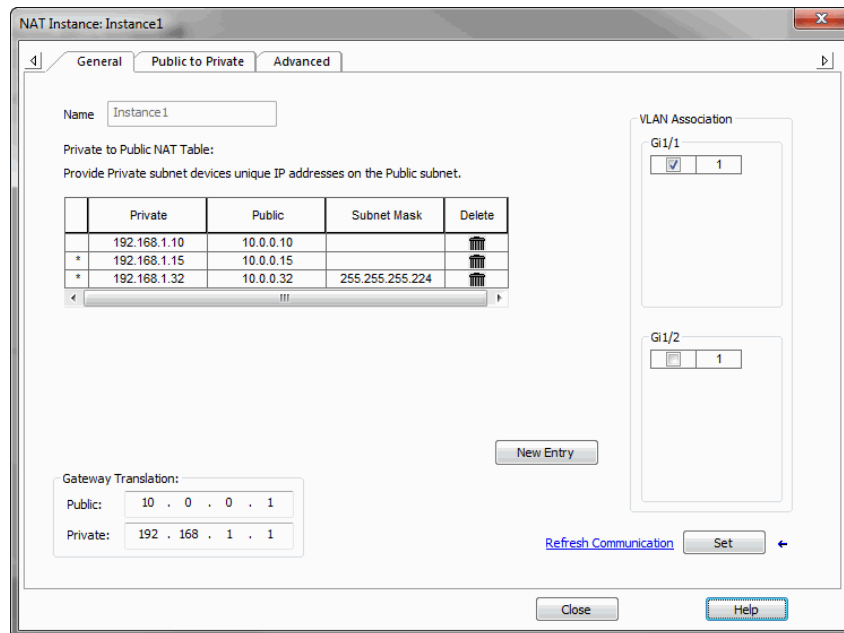 NAT Instance: Instance1
General Public to Private Advanced
Name Instance1
Private to Public NAT Table:
Provide Private subnet devices unique IP addresses on the Public subnet.
Private Public Subnet Mask Delete
192.168.1.10 10.0.0.10
* 192.168.1.15 10.0.0.15
* 192.168.1.32 10.0.0.32 255.255.255.224
New Entry
Gateway Translation:
Public: 10 . 0 . 0 . 1
Private: 192 . 168 . 1 . 1
VLAN Association
Gi1/1
1
Gi1/2
1
Refresh Communication Set
Close Help